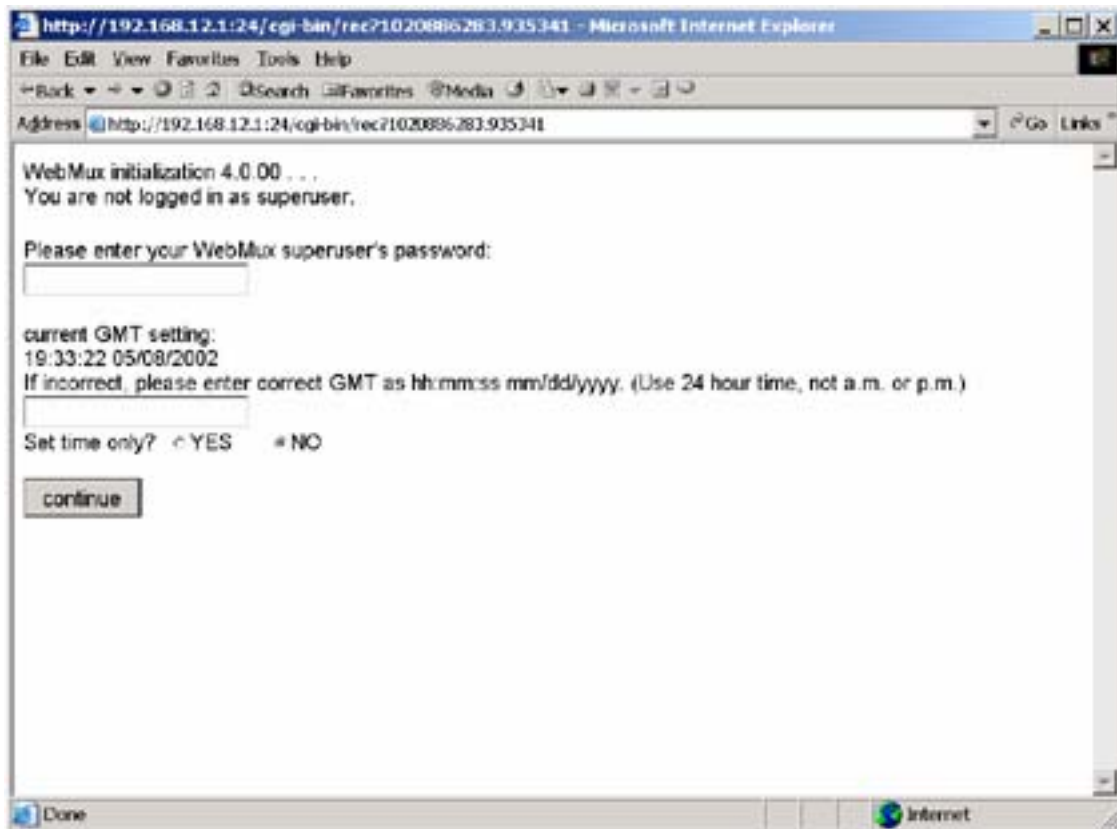 http://192.168.12.1:24/cgi-bin/rec?1020886283.935341 - Microsoft Internet Explorer
File Edit View Favorites Tools Help
Back Search Favorites Media
Address http://192.168.12.1:24/cgi-bin/rec?1020886283.935341 Go Links
WebMux initialization 4.0.00 . . .
You are not logged in as superuser.
Please enter your WebMux superuser's password:
current GMT setting:
19:33:22 05/08/2002
If incorrect, please enter correct GMT as hh:mm:ss mm/dd/yyyy. (Use 24 hour time, not a.m. or p.m.)
Set time only? YES NO
continue
Done Internet